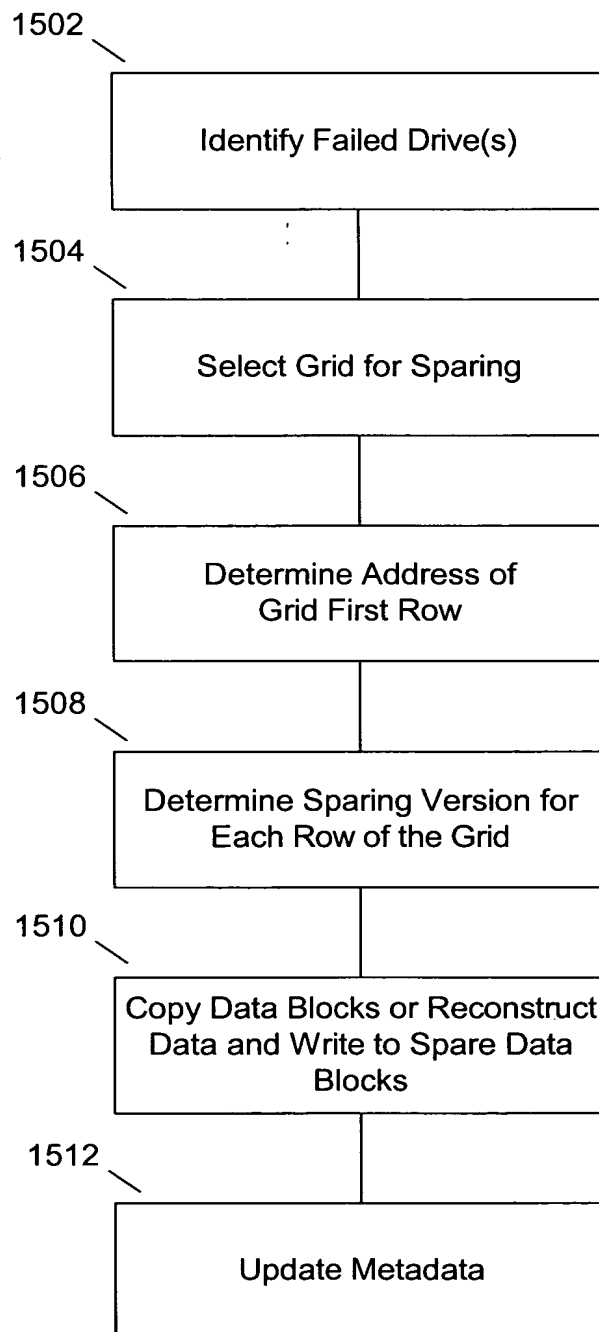 1502
Identify Failed Drive(s)
1504
Select Grid for Sparing
1506
Determine Address of
Grid First Row
1508
Determine Sparing Version for
Each Row of the Grid
1510
Copy Data Blocks or Reconstruct
Data and Write to Spare Data
Blocks
1512
Update Metadata